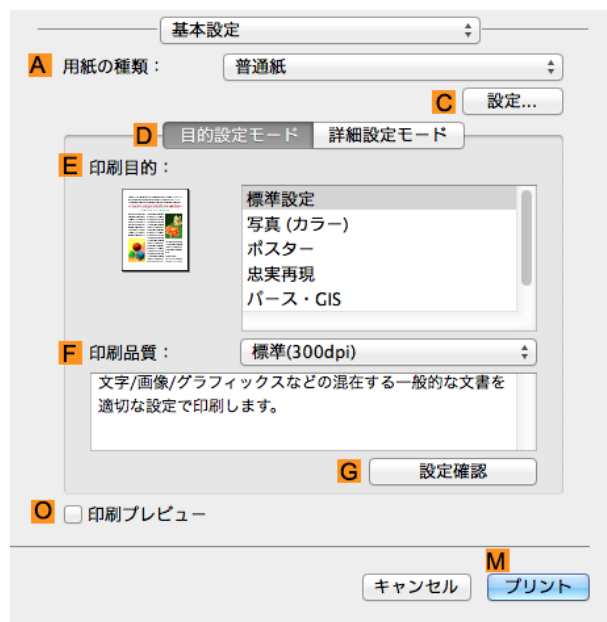 基本設定
A 用紙の種類： 普通紙
C 設定...
D 目的設定モード 詳細設定モード
E 印刷目的：
標準設定
写真 (カラー)
ポスター
忠実再現
パース・GIS
F 印刷品質： 標準(300dpi)
文字/画像/グラフィックスなどの混在する一般的な文書を
適切な設定で印刷します。
G 設定確認
O 印刷プレビュー
M
キャンセル プリント